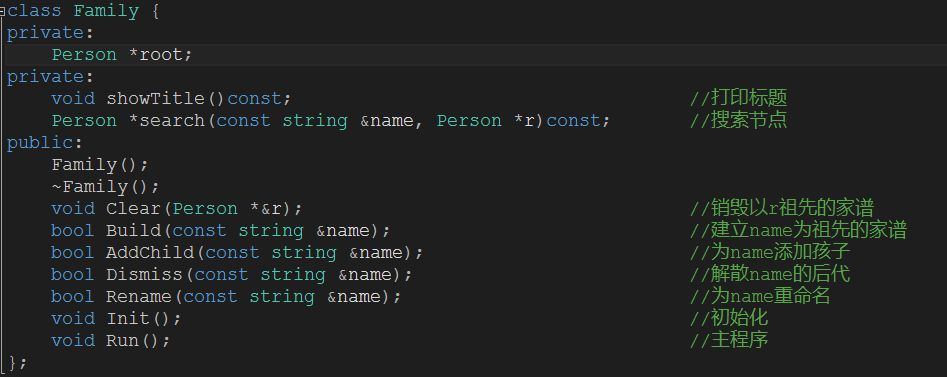 class Family {
private:
    Person *root;
private:
    void showTitle()const;                                    //打印标题
    Person *search(const string &name, Person *r)const;       //搜索节点
public:
    Family();
    ~Family();
    void Clear(Person *&r);                                   //销毁以r祖先的家谱
    bool Build(const string &name);                           //建立name为祖先的家谱
    bool AddChild(const string &name);                        //为name添加孩子
    bool Dismiss(const string &name);                         //解散name的后代
    bool Rename(const string &name);                          //为name重命名
    void Init();                                              //初始化
    void Run();                                               //主程序
};